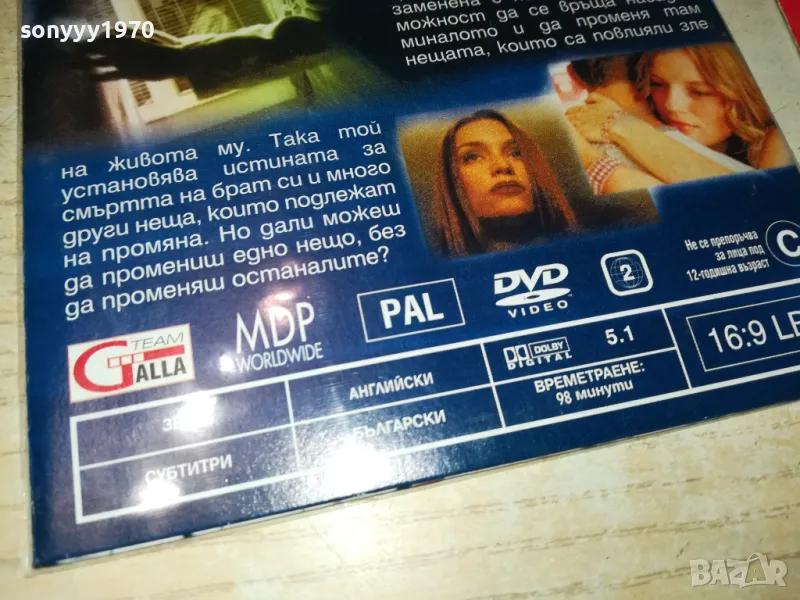 sonyyy1970
заменена с
можност да се връща
миналото и да променя там
нещата, които са повлияли зле
на живота му. Така той
установява истината за
смъртта на брат си и много
други неща, които подлежат
на промяна. Но дали можеш
да промениш едно нещо, без
да променяш останалите?
Не се препоръчва
за лица под
12-годишна възраст
C
TEAM
GALLA
MDP
WORLDWIDE
PAL
DVD
VIDEO
2
АНГЛИЙСКИ
DOLBY
DIGITAL
5.1
16:9 LE
СУБТИТРИ
БЪЛГАРСКИ
ВРЕМЕТРАЕНЕ:
98 минути
BAZAR